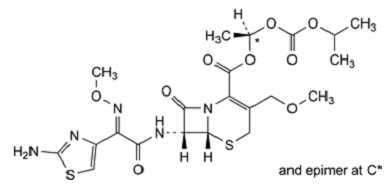 H
H₃C O O CH₃
* O
O O CH₃
O
CH₃
O O N O CH₃
N
N H
N O H H S
H₂N
S
and epimer at C*